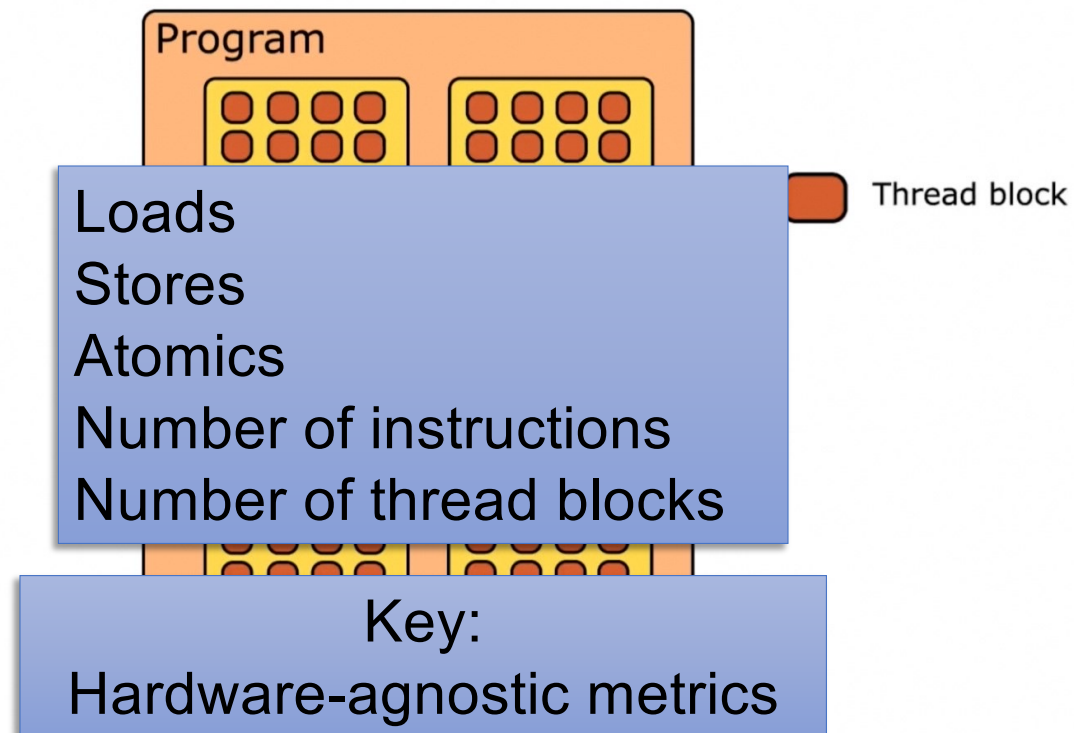 Program
Thread block
Loads
Stores
Atomics
Number of instructions
Number of thread blocks
Key:
Hardware-agnostic metrics